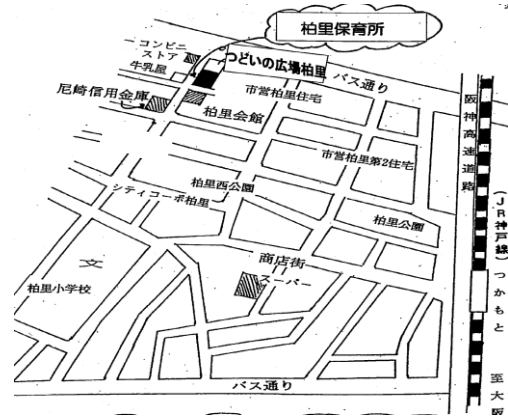 柏里保育所
コンビニ
ストア
牛乳屋
つどいの広場柏里
バス通り
尼崎信用金庫
市営柏里住宅
柏里会館
阪神高速道路
市営柏里第2住宅
柏里西公園
シティコーポ柏里
柏里公園
(JR神戸線)
つかもと
商店街
スーパー
文
柏里小学校
バス通り
至大阪